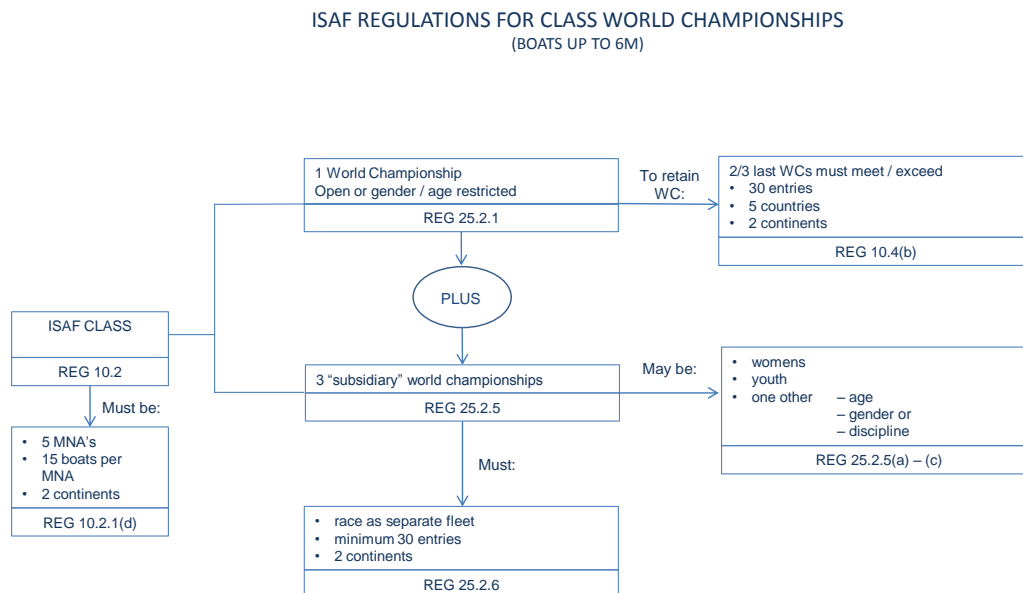 ISAF REGULATIONS FOR CLASS WORLD CHAMPIONSHIPS
(BOATS UP TO 6M)
1 World Championship
Open or gender / age restricted
REG 25.2.1
To retain
WC:
2/3 last WCs must meet / exceed
• 30 entries
• 5 countries
• 2 continents
REG 10.4(b)
PLUS
ISAF CLASS
REG 10.2
Must be:
• 5 MNA's
• 15 boats per
MNA
• 2 continents
REG 10.2.1(d)
3 "subsidiary" world championships
REG 25.2.5
May be:
• womens
• youth
• one other – age
– gender or
– discipline
REG 25.2.5(a) – (c)
Must:
• race as separate fleet
• minimum 30 entries
• 2 continents
REG 25.2.6